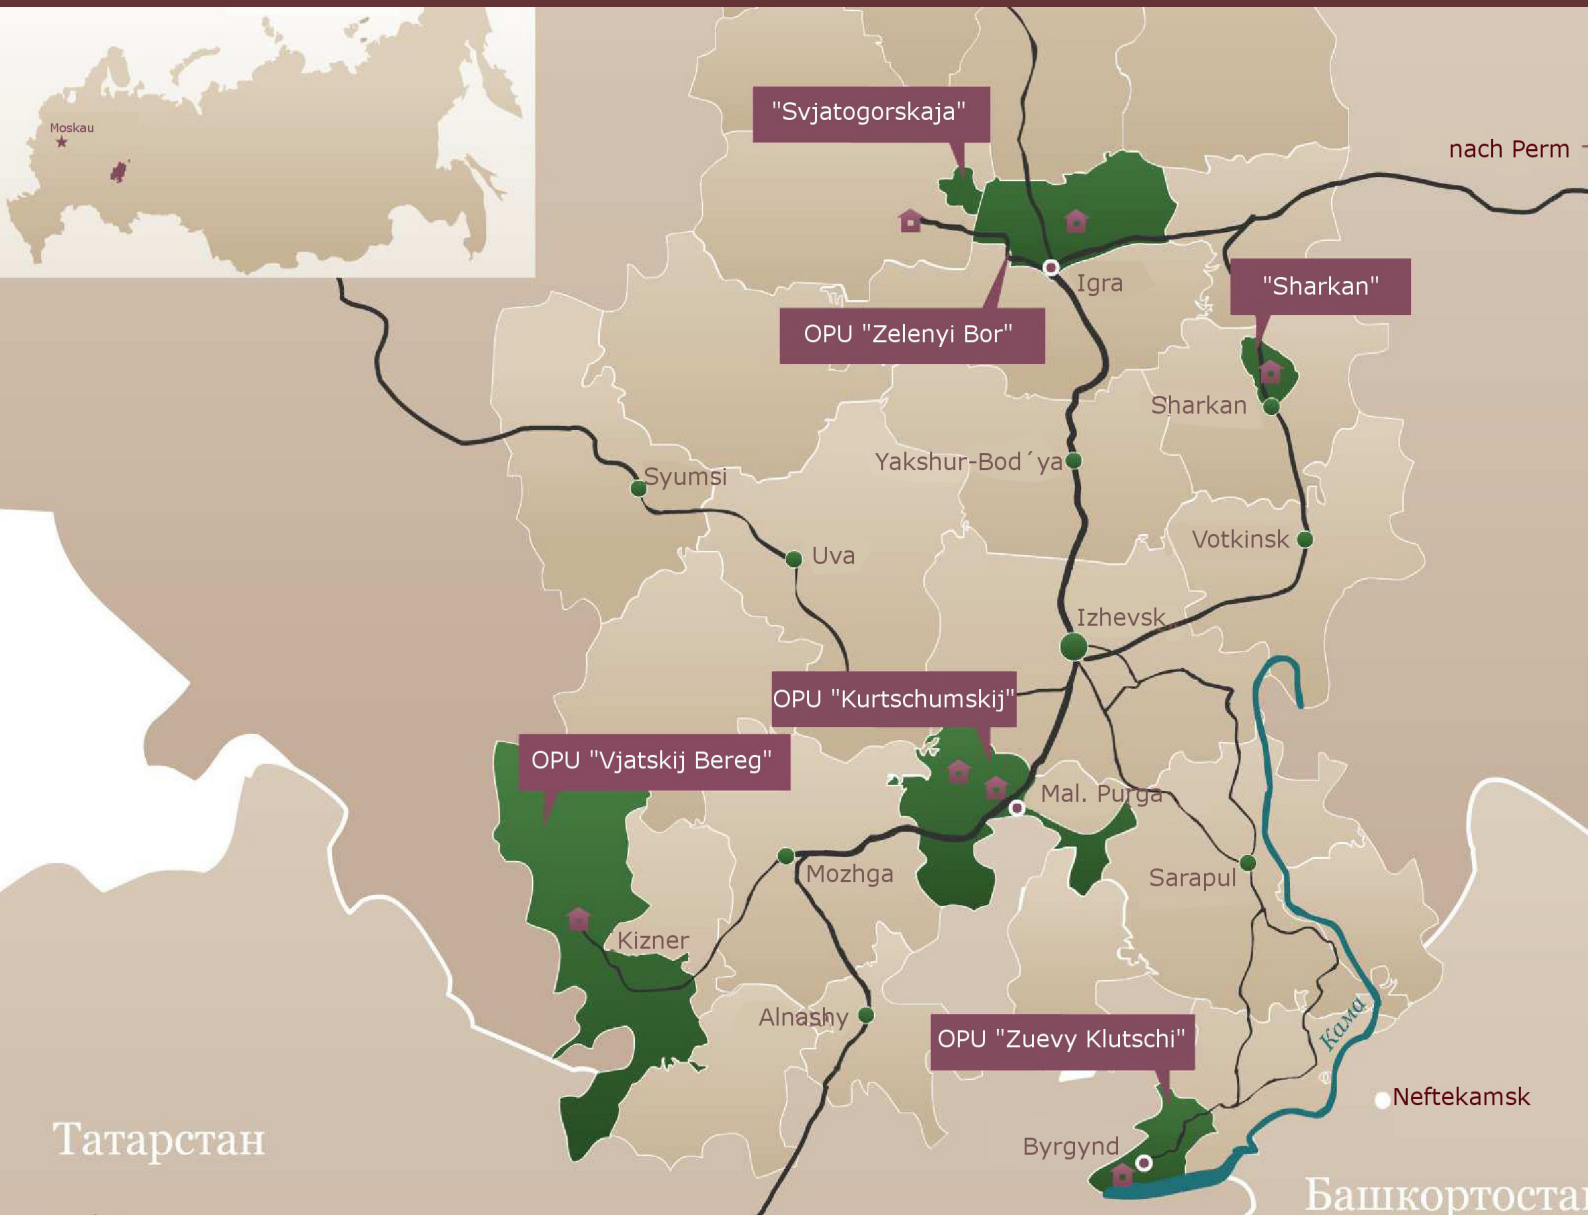 Moskau
"Svjatogorskaja"
nach Perm
Igra
"Sharkan"
OPU "Zelenyi Bor"
Sharkan
Yakshur-Bod´ya
Syumsi
Votkinsk
Uva
Izhevsk
OPU "Kurtschumskij"
OPU "Vjatskij Bereg"
Mal. Purga
Mozhga
Sarapul
Kizner
Alnashy
Кама
OPU "Zuevy Klutschi"
Neftekamsk
Татарстан
Byrgynd
Башкортостан